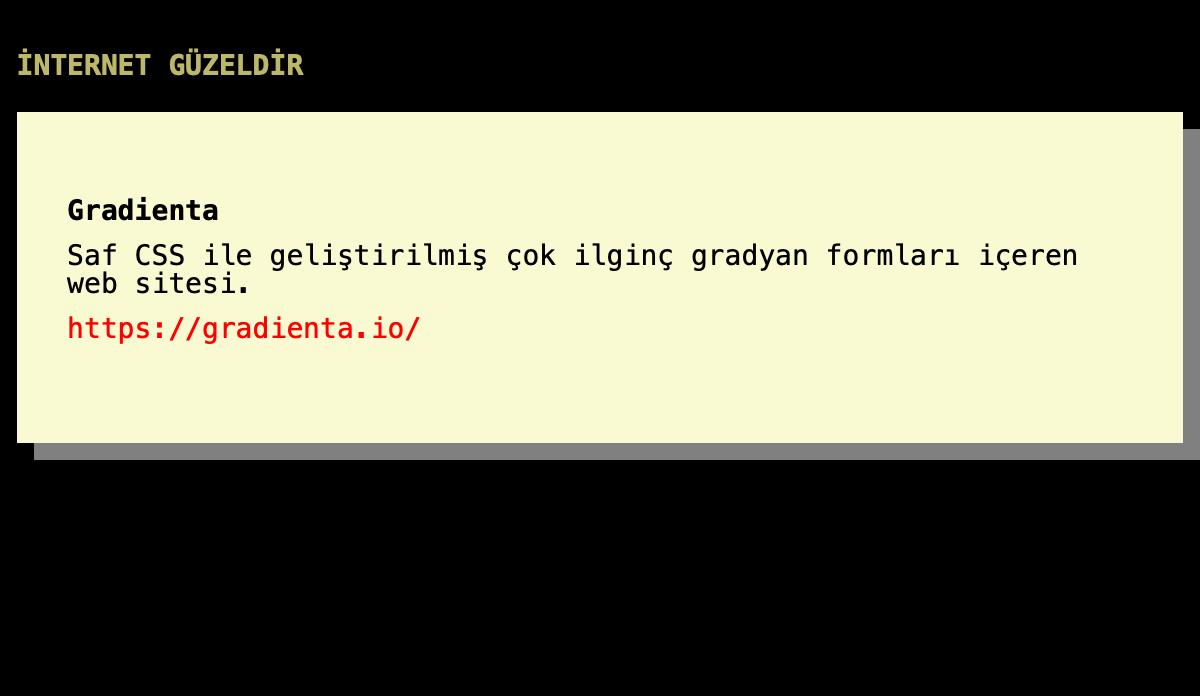 İNTERNET GÜZELDİR
Gradienta
Saf CSS ile geliştirilmiş çok ilginç gradyan formları içeren
web sitesi.
https://gradienta.io/